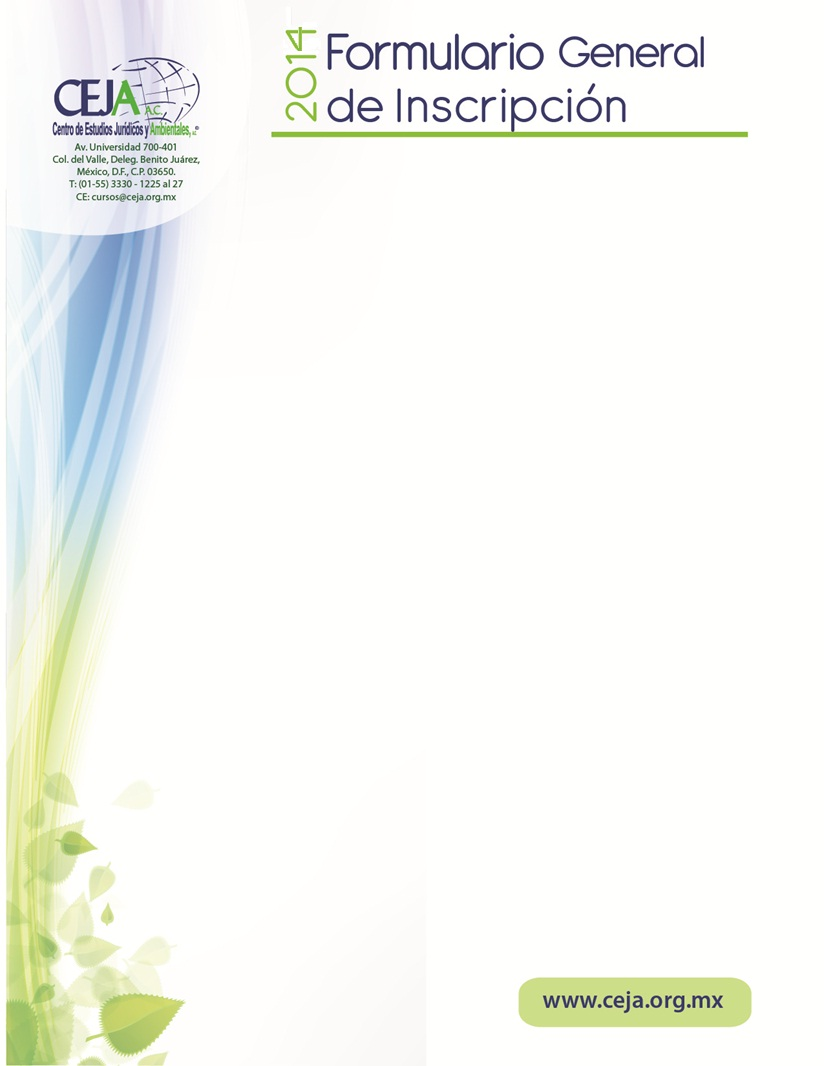 2014
Formulario General
de Inscripción
CEJA A.C.
Centro de Estudios Jurídicos y Ambientales,
Av. Universidad 700-401
Col. del Valle, Deleg. Benito Juárez,
México, D.F., C.P. 03650.
T: (01-55) 3330 - 1225 al 27
CE: cursos@ceja.org.mx
www.ceja.org.mx